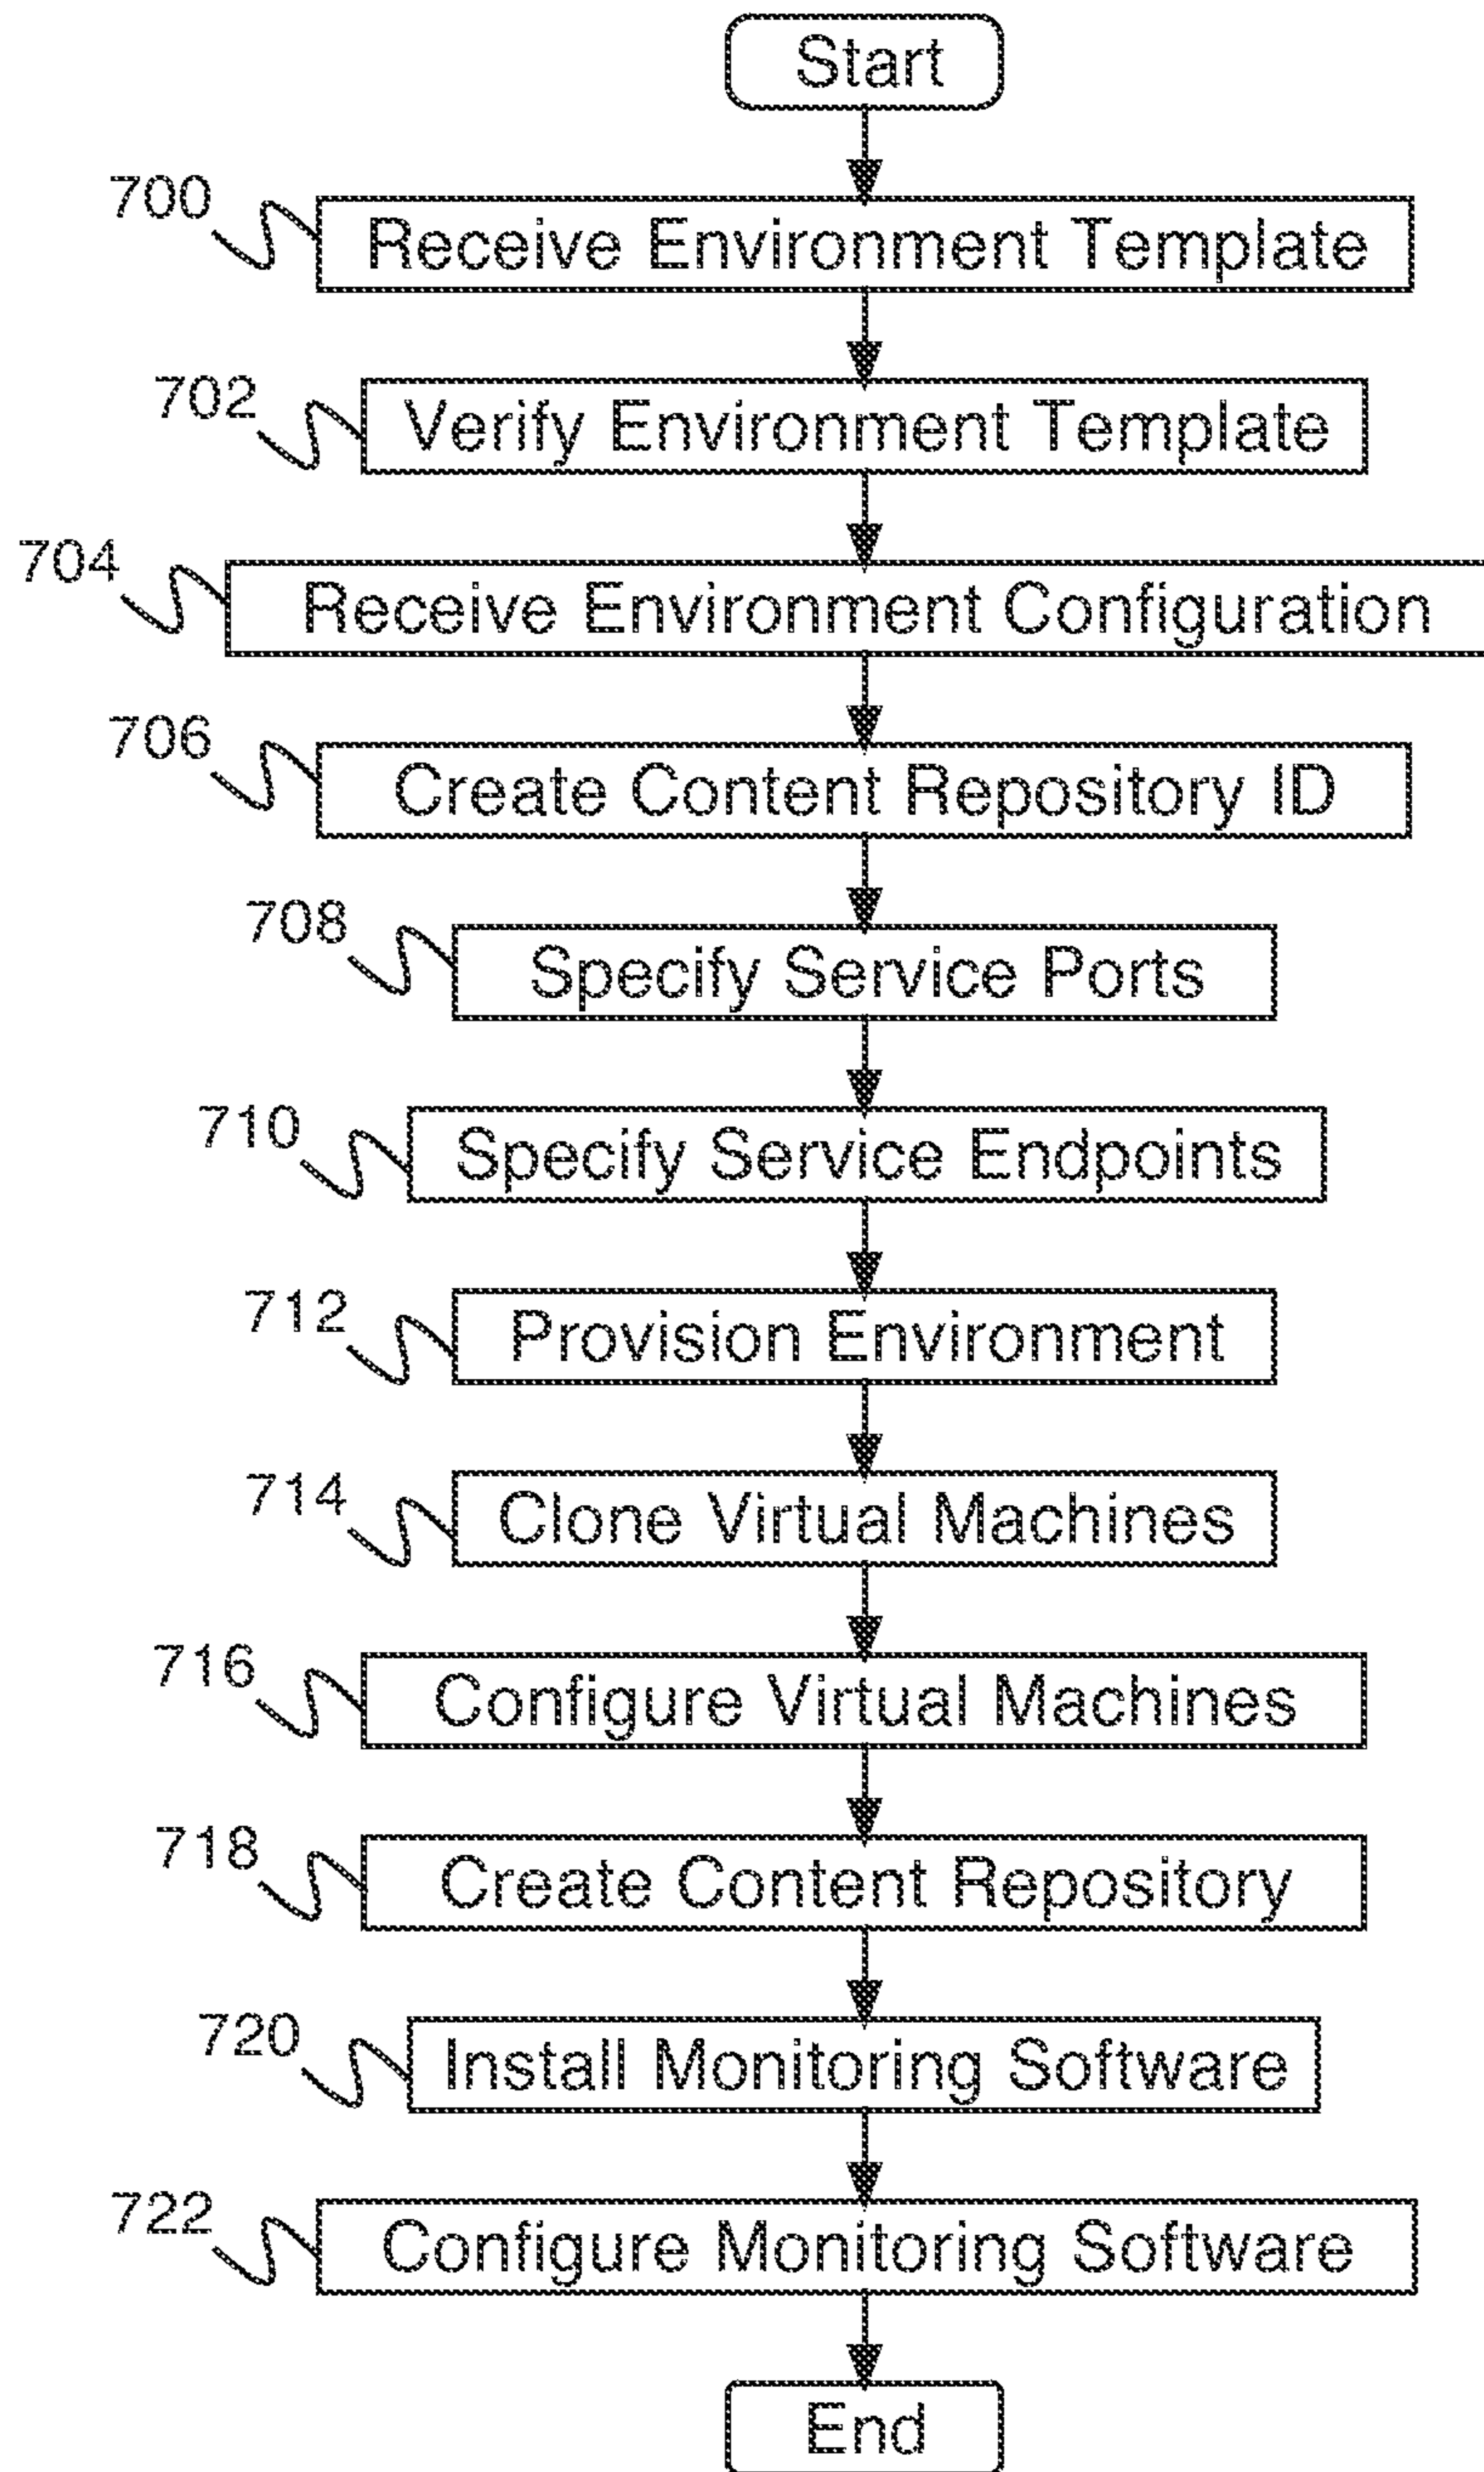 Start
700
Receive Environment Template
702
Verify Environment Template
704
Receive Environment Configuration
706
Create Content Repository ID
708
Specify Service Ports
710
Specify Service Endpoints
712
Provision Environment
714
Clone Virtual Machines
716
Configure Virtual Machines
718
Create Content Repository
720
Install Monitoring Software
722
Configure Monitoring Software
End